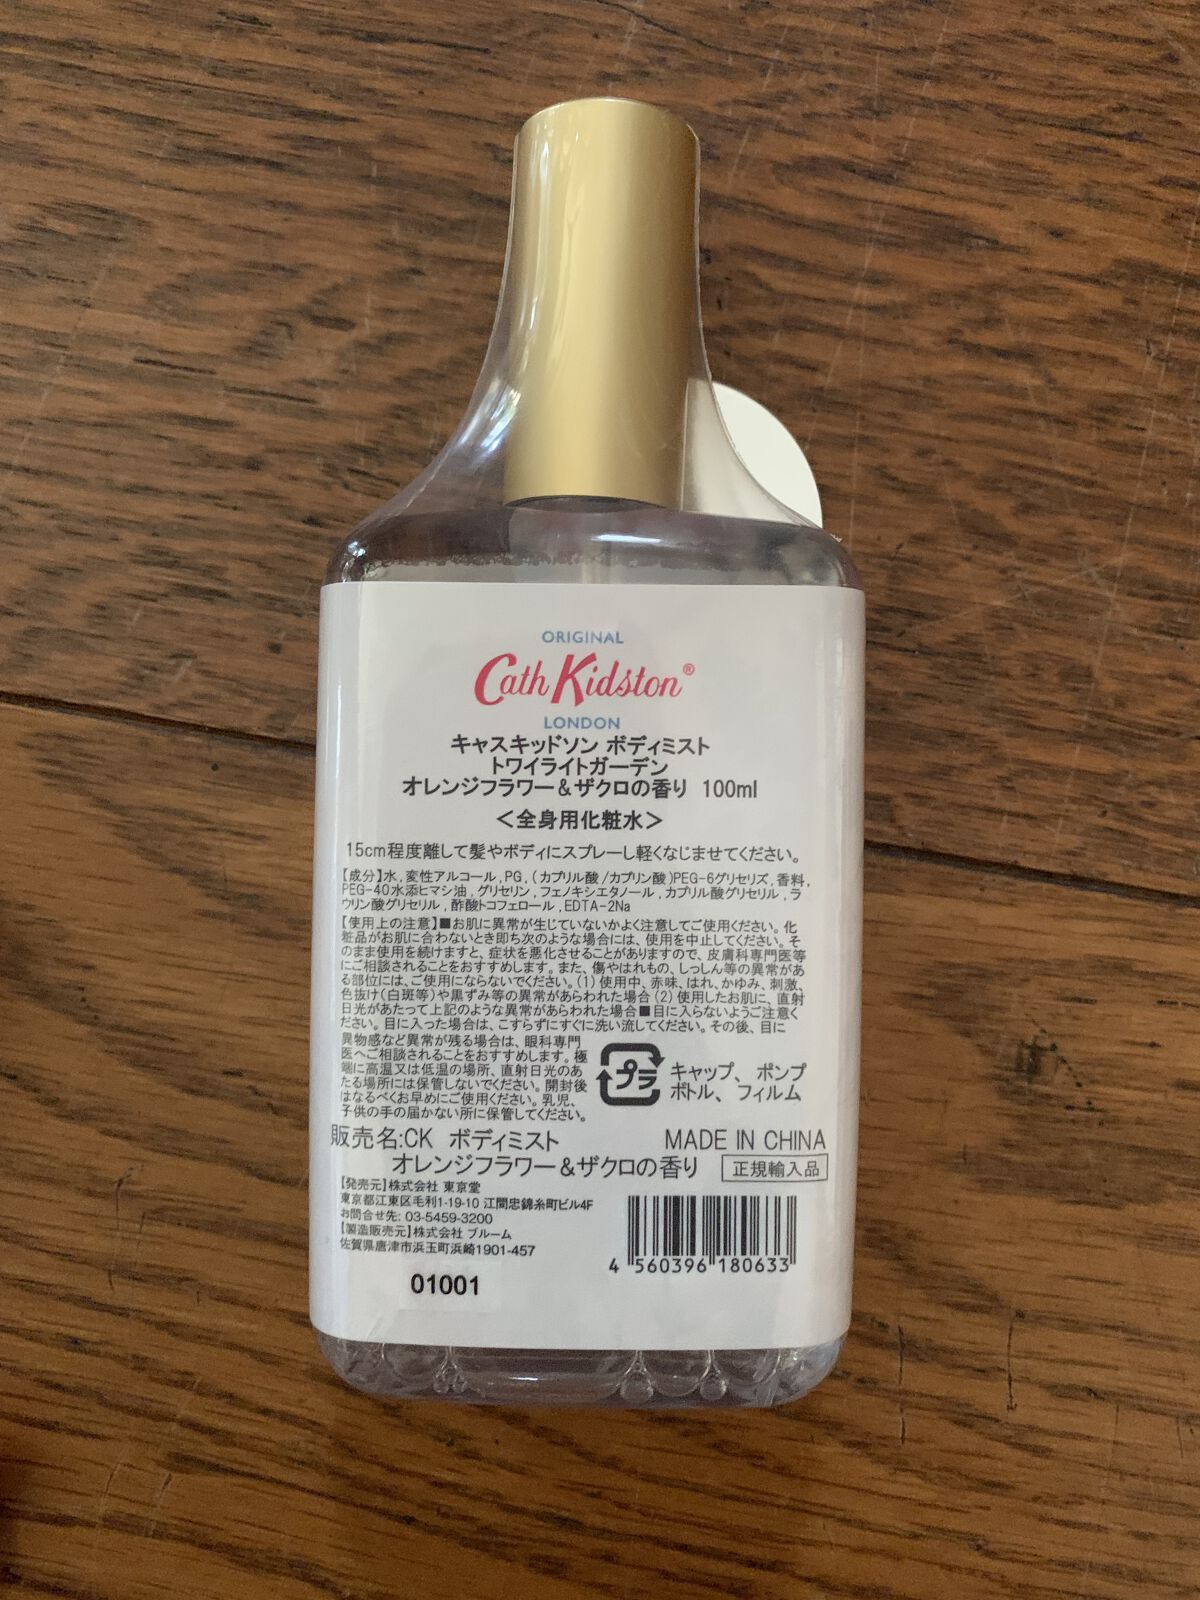 ORIGINAL
Cath Kidston®
LONDON
キャスキッドソン ボディミスト
トワイライトガーデン
オレンジフラワー＆ザクロの香り 100ml
＜全身用化粧水＞
15cm程度離して髪やボディにスプレーし軽くなじませてください。
【成分】水,変性アルコール,PG,(カプリル酸/カプリン酸)PEG-6グリセリズ,香料,
PEG-40水添ヒマシ油,グリセリン,フェノキシエタノール,カプリル酸グリセリル,ラ
ウリン酸グリセリル,酢酸トコフェロール,EDTA-2Na
【使用上の注意】■お肌に異常が生じていないかよく注意してご使用ください。化
粧品がお肌に合わないとき即ち次のような場合には、使用を中止してください。そ
のまま使用を続けますと、症状を悪化させることがありますので、皮膚科専門医等
にご相談されることをおすすめします。また、傷やはれもの、しっしん等の異常があ
る部位には、ご使用にならないでください。(1)使用中、赤味、はれ、かゆみ、刺激、
色抜け(白斑等)や黒ずみ等の異常があらわれた場合(2)使用したお肌に、直射
日光があたって上記のような異常があらわれた場合■目に入らないようご注意く
ださい。目に入った場合は、こすらずにすぐに洗い流してください。その後、目に
異物感など異常が残る場合は、眼科専門
医へご相談されることをおすすめします。極
端に高温又は低温の場所、直射日光のあ
たる場所には保管しないでください。開封後
はなるべくお早めにご使用ください。乳児、
子供の手の届かない所に保管してください。
プラ
キャップ、ポンプ
ボトル、フィルム
販売名:CK ボディミスト
オレンジフラワー＆ザクロの香り
MADE IN CHINA
正規輸入品
【発売元】株式会社 東京堂
東京都江東区毛利1-19-10 江間忠錦糸町ビル4F
お問合せ先: 03-5459-3200
【製造販売元】株式会社 ブルーム
佐賀県唐津市浜玉町浜崎1901-457
4 560396 180633
01001